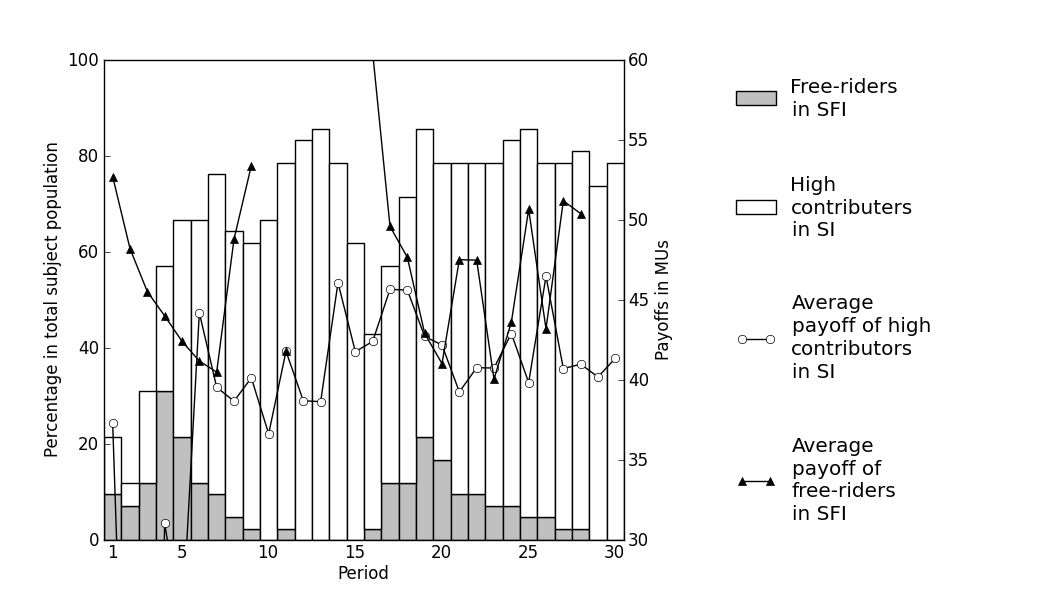 100
80
60
40
20
0
Percentage in total subject population
60
55
50
45
40
35
30
Payoffs in MUs
1 5 10 15 20 25 30
Period
Free-riders
in SFI
High
contributers
in SI
Average
payoff of high
contributors
in SI
Average
payoff of
free-riders
in SFI